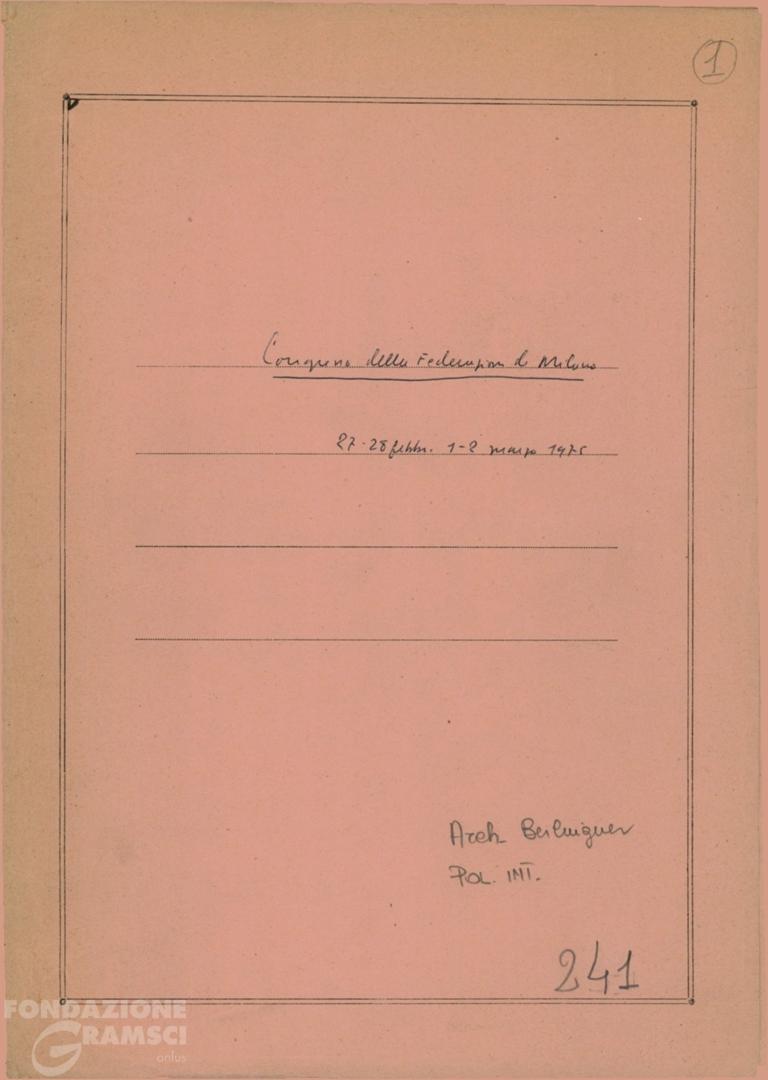 1
Congresso della Federazione di Milano
27-28 febbr. 1-2 marzo 1975
Arch. Berlinguer
Pol. INT.
241
FONDAZIONE
GRAMSCI
onlus